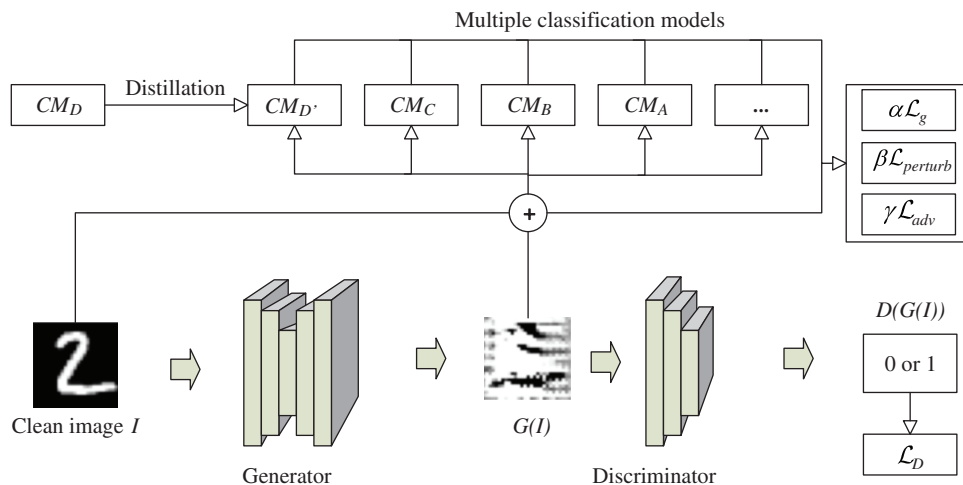 Multiple classification models
Distillation
CM_D
CM_D'
CM_C
CM_B
CM_A
...
αℒ_g
βℒ_perturb
γℒ_adv
+
D(G(I))
0 or 1
Clean image I
G(I)
ℒ_D
Generator
Discriminator